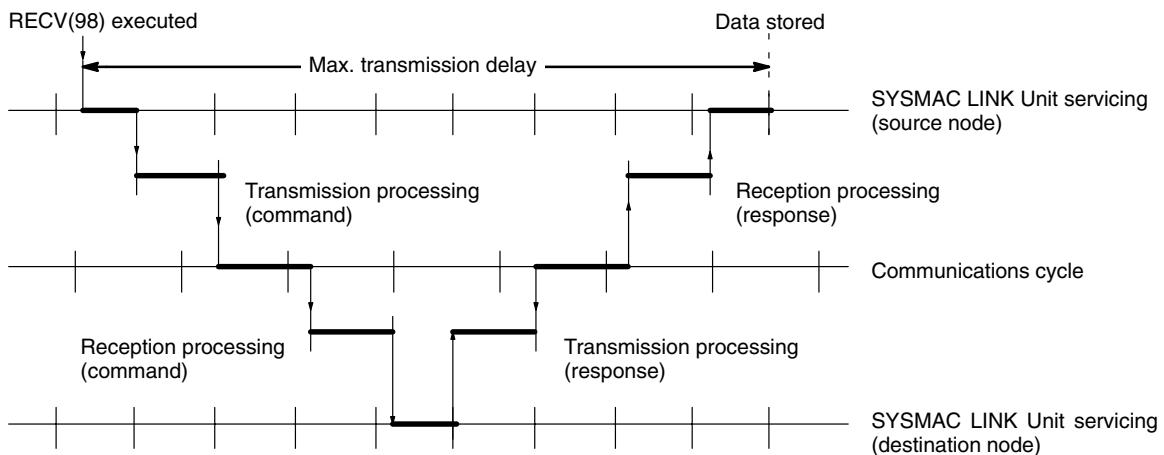 RECV(98) executed
Data stored
Max. transmission delay
SYSMAC LINK Unit servicing
(source node)
Transmission processing
(command)
Reception processing
(response)
Communications cycle
Reception processing
(command)
Transmission processing
(response)
SYSMAC LINK Unit servicing
(destination node)